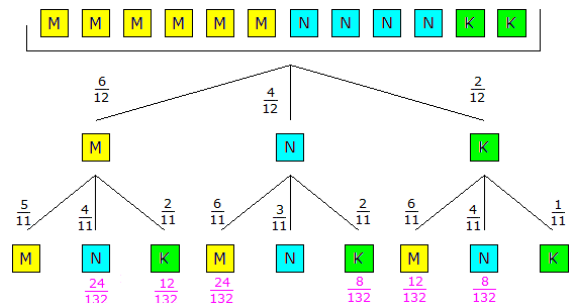 M M M M M M N N N N K K
6/12 4/12 2/12
M N K
5/11 4/11 2/11 6/11 3/11 2/11 6/11 4/11 1/11
M N K M N K M N K
24/132 12/132 24/132 8/132 12/132 8/132